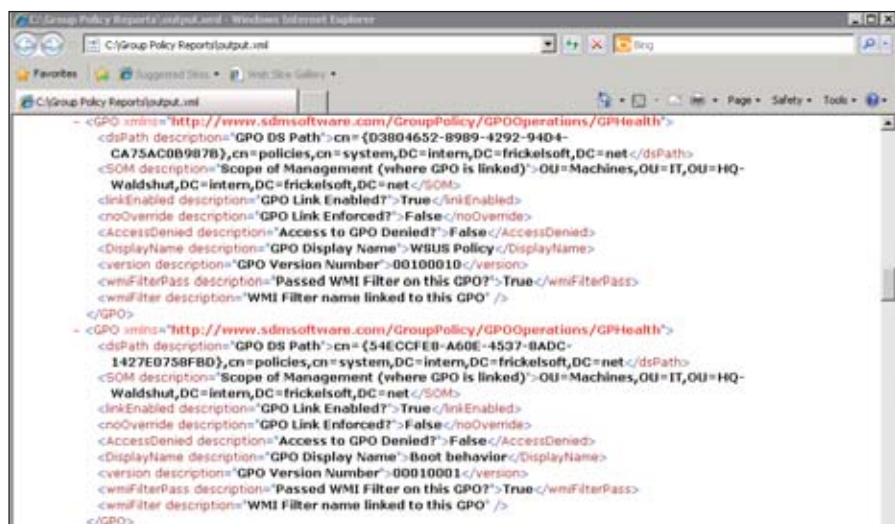 C:\Group Policy Reports\output.xml - Windows Internet Explorer
C:\Group Policy Reports\output.xml
Bing
Favorites Suggested Sites Web Slice Gallery
C:\Group Policy Reports\output.xml
Page Safety Tools
- <GPO xmlns="http://www.sdmsoftware.com/GroupPolicy/GPOOperations/GPHealth">
<dsPath description="GPO DS Path">cn={D3804652-8989-4292-94D4-
CA75AC0B987B},cn=policies,cn=system,DC=intern,DC=frickelsoft,DC=net</dsPath>
<SOM description="Scope of Management (where GPO is linked)">OU=Machines,OU=IT,OU=HQ-
Waldshut,DC=intern,DC=frickelsoft,DC=net</SOM>
<linkEnabled description="GPO Link Enabled?">True</linkEnabled>
<noOverride description="GPO Link Enforced?">False</noOverride>
<AccessDenied description="Access to GPO Denied?">False</AccessDenied>
<DisplayName description="GPO Display Name">WSUS Policy</DisplayName>
<version description="GPO Version Number">00100010</version>
<wmiFilterPass description="Passed WMI Filter on this GPO?">True</wmiFilterPass>
<wmiFilter description="WMI Filter name linked to this GPO" />
</GPO>
- <GPO xmlns="http://www.sdmsoftware.com/GroupPolicy/GPOOperations/GPHealth">
<dsPath description="GPO DS Path">cn={54ECCFE8-A60E-4537-8ADC-
1427E0758FBD},cn=policies,cn=system,DC=intern,DC=frickelsoft,DC=net</dsPath>
<SOM description="Scope of Management (where GPO is linked)">OU=Machines,OU=IT,OU=HQ-
Waldshut,DC=intern,DC=frickelsoft,DC=net</SOM>
<linkEnabled description="GPO Link Enabled?">True</linkEnabled>
<noOverride description="GPO Link Enforced?">False</noOverride>
<AccessDenied description="Access to GPO Denied?">False</AccessDenied>
<DisplayName description="GPO Display Name">Boot behavior</DisplayName>
<version description="GPO Version Number">00010001</version>
<wmiFilterPass description="Passed WMI Filter on this GPO?">True</wmiFilterPass>
<wmiFilter description="WMI Filter name linked to this GPO" />
</GPO>